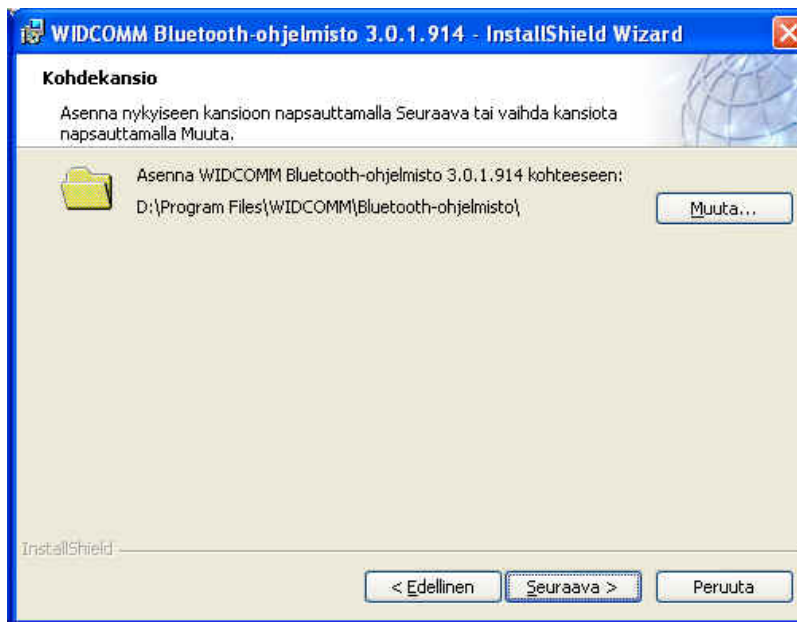 WIDCOMM Bluetooth-ohjelmisto 3.0.1.914 - InstallShield Wizard
Kohdekansio
Asenna nykyiseen kansioon napsauttamalla Seuraava tai vaihda kansiota
napsauttamalla Muuta.
Asenna WIDCOMM Bluetooth-ohjelmisto 3.0.1.914 kohteeseen:
D:\Program Files\WIDCOMM\Bluetooth-ohjelmisto\
Muuta...
InstallShield
< Edellinen
Seuraava >
Peruuta